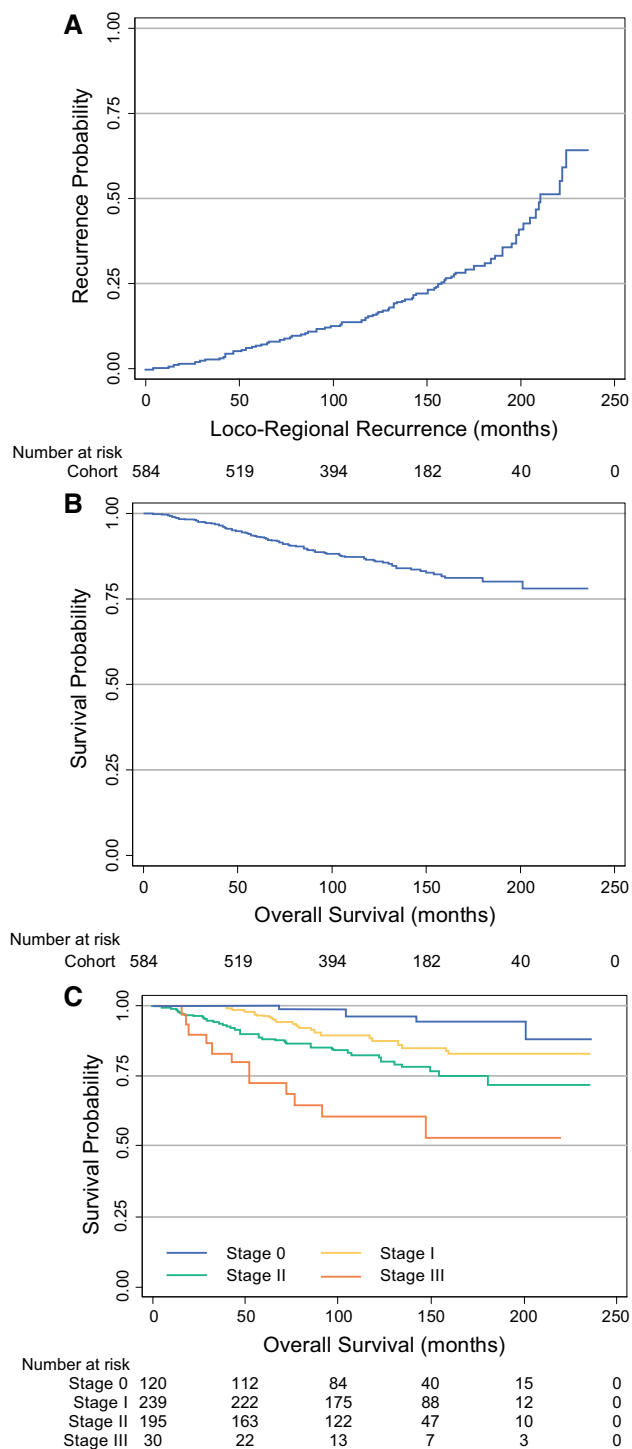 A
1.00
0.75
0.50
0.25
0.00
Recurrence Probability
0 50 100 150 200 250
Loco-Regional Recurrence (months)
Number at risk
Cohort 584 519 394 182 40 0
B
1.00
0.75
0.50
0.25
0.00
Survival Probability
0 50 100 150 200 250
Overall Survival (months)
Number at risk
Cohort 584 519 394 182 40 0
C
1.00
0.75
0.50
0.25
0.00
Survival Probability
Stage 0 Stage I
Stage II Stage III
0 50 100 150 200 250
Overall Survival (months)
Number at risk
Stage 0 120 112 84 40 15 0
Stage I 239 222 175 88 12 0
Stage II 195 163 122 47 10 0
Stage III 30 22 13 7 3 0